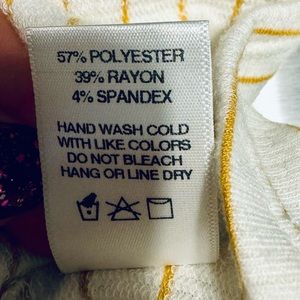 57% POLYESTER
39% RAYON
4% SPANDEX
HAND WASH COLD
WITH LIKE COLORS
DO NOT BLEACH
HANG OR LINE DRY